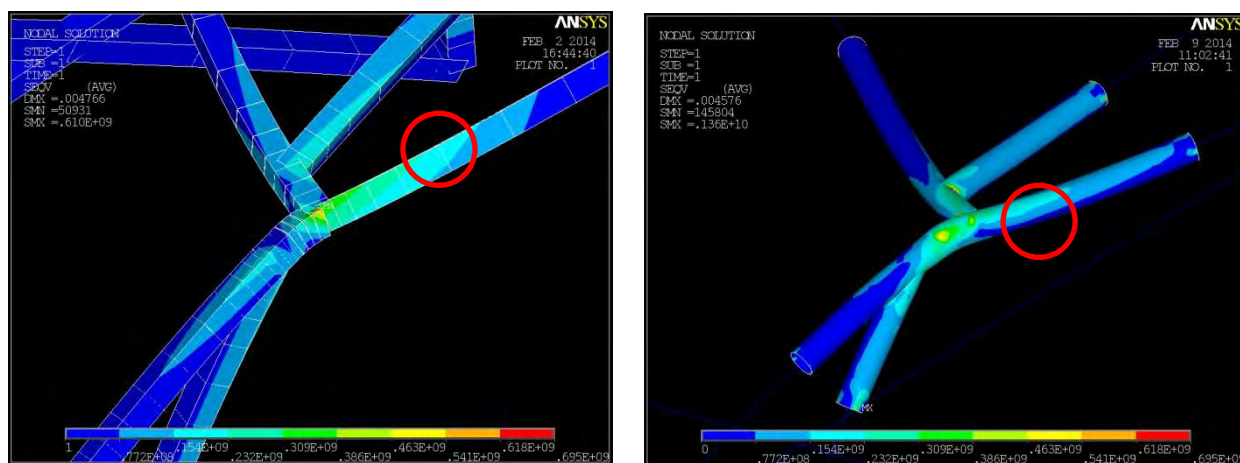 ANSYS
NODAL SOLUTION
FEB 2 2014
16:44:40
PLOT NO. 1
STEP=1
SUB =1
TIME=1
SEQV (AVG)
DMX =.004766
SMN =50931
SMX =.610E+09
1 .154E+09 .309E+09 .463E+09 .618E+09
.772E+08 .232E+09 .386E+09 .541E+09 .695E+09
ANSYS
NODAL SOLUTION
FEB 9 2014
11:02:41
PLOT NO. 1
STEP=1
SUB =1
TIME=1
SEQV (AVG)
DMX =.004576
SMN =145804
SMX =.136E+10
MX
0 .154E+09 .309E+09 .463E+09 .618E+09
.772E+08 .232E+09 .386E+09 .541E+09 .695E+09